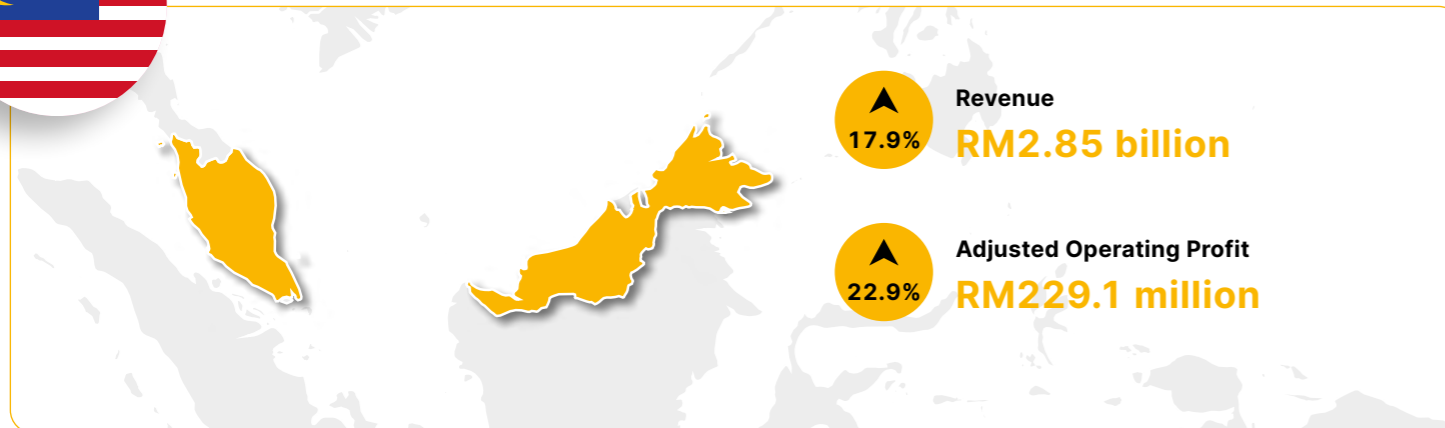 Revenue
17.9%
RM2.85 billion
Adjusted Operating Profit
22.9%
RM229.1 million